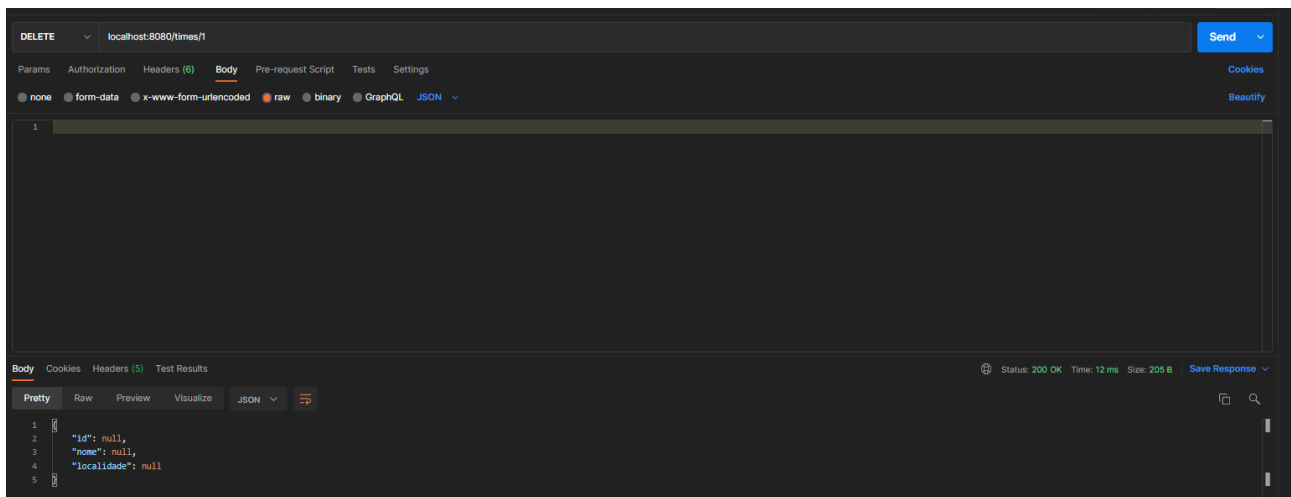 DELETE localhost:8080/times/1 Send
Params Authorization Headers (6) Body Pre-request Script Tests Settings Cookies
none form-data x-www-form-urlencoded raw binary GraphQL JSON Beautify
1
Body Cookies Headers (5) Test Results Status: 200 OK Time: 12 ms Size: 205 B Save Response
Pretty Raw Preview Visualize JSON
1 {
2 "id": null,
3 "nome": null,
4 "localidade": null
5 }